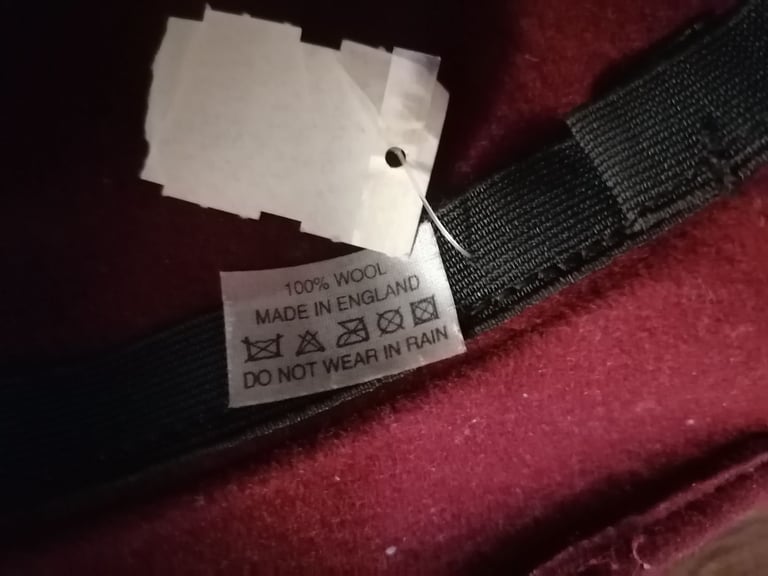 100% WOOL
MADE IN ENGLAND
DO NOT WEAR IN RAIN